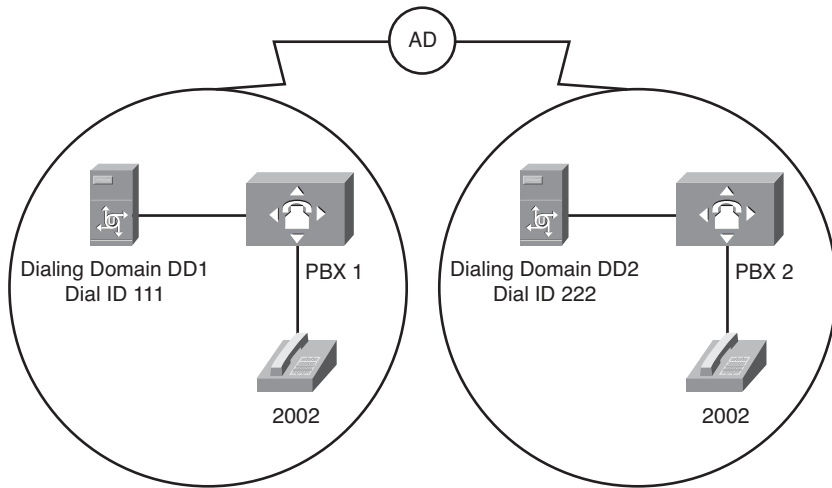 AD
Dialing Domain DD1
Dial ID 111
PBX 1
2002
Dialing Domain DD2
Dial ID 222
PBX 2
2002